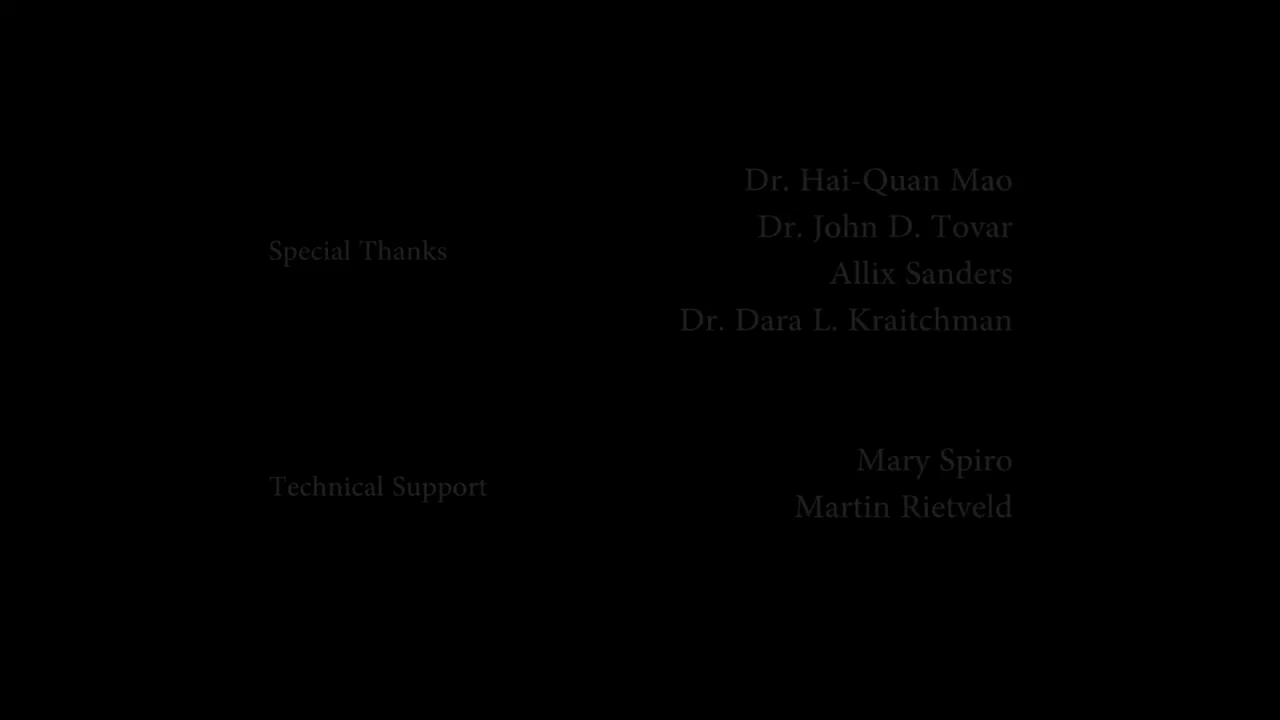 Special Thanks
Dr. Hai-Quan Mao
Dr. John D. Tovar
Allix Sanders
Dr. Dara L. Kraitchman
Technical Support
Mary Spiro
Martin Rietveld